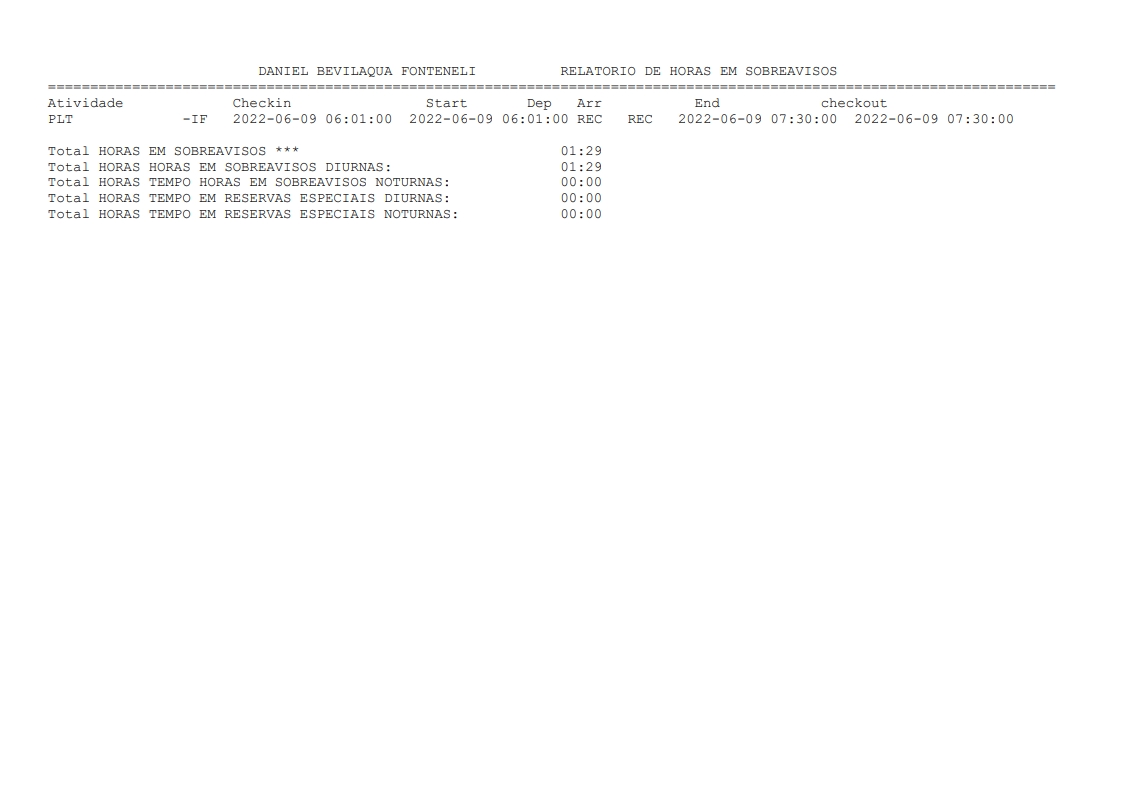 DANIEL BEVILAQUA FONTENELI          RELATORIO DE HORAS EM SOBREAVISOS
========================================================================================================================
Atividade             Checkin                Start       Dep   Arr           End            checkout
PLT             -IF   2022-06-09 06:01:00  2022-06-09 06:01:00 REC   REC   2022-06-09 07:30:00  2022-06-09 07:30:00
Total HORAS EM SOBREAVISOS ***                               01:29
Total HORAS HORAS EM SOBREAVISOS DIURNAS:                    01:29
Total HORAS TEMPO HORAS EM SOBREAVISOS NOTURNAS:             00:00
Total HORAS TEMPO EM RESERVAS ESPECIAIS DIURNAS:             00:00
Total HORAS TEMPO EM RESERVAS ESPECIAIS NOTURNAS:            00:00